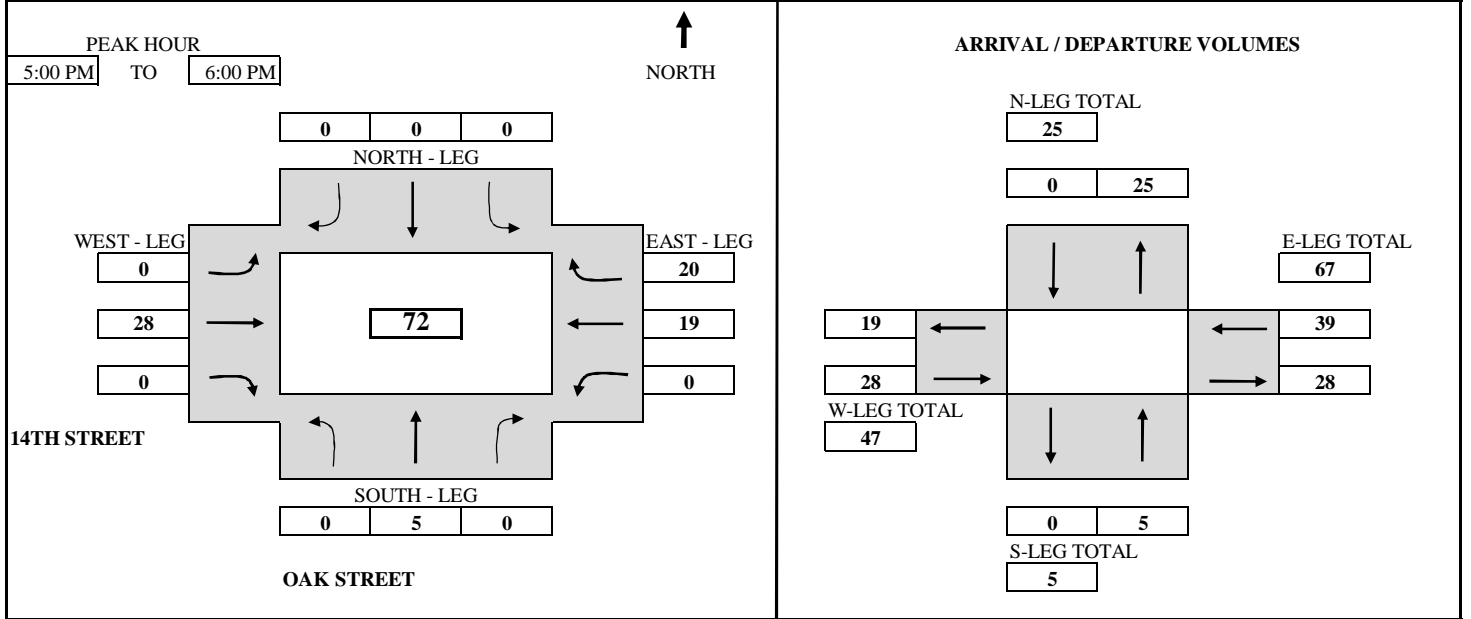 PEAK HOUR
5:00 PM TO 6:00 PM
NORTH
0 0 0
NORTH - LEG
WEST - LEG
EAST - LEG
0
20
28
72
19
0
0
14TH STREET
SOUTH - LEG
0 5 0
OAK STREET
ARRIVAL / DEPARTURE VOLUMES
N-LEG TOTAL
25
0 25
E-LEG TOTAL
67
19
39
28
28
W-LEG TOTAL
47
0 5
S-LEG TOTAL
5